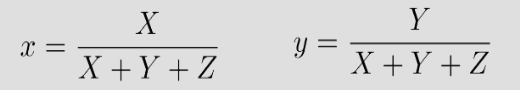 x = X / (X + Y + Z)    y = Y / (X + Y + Z)